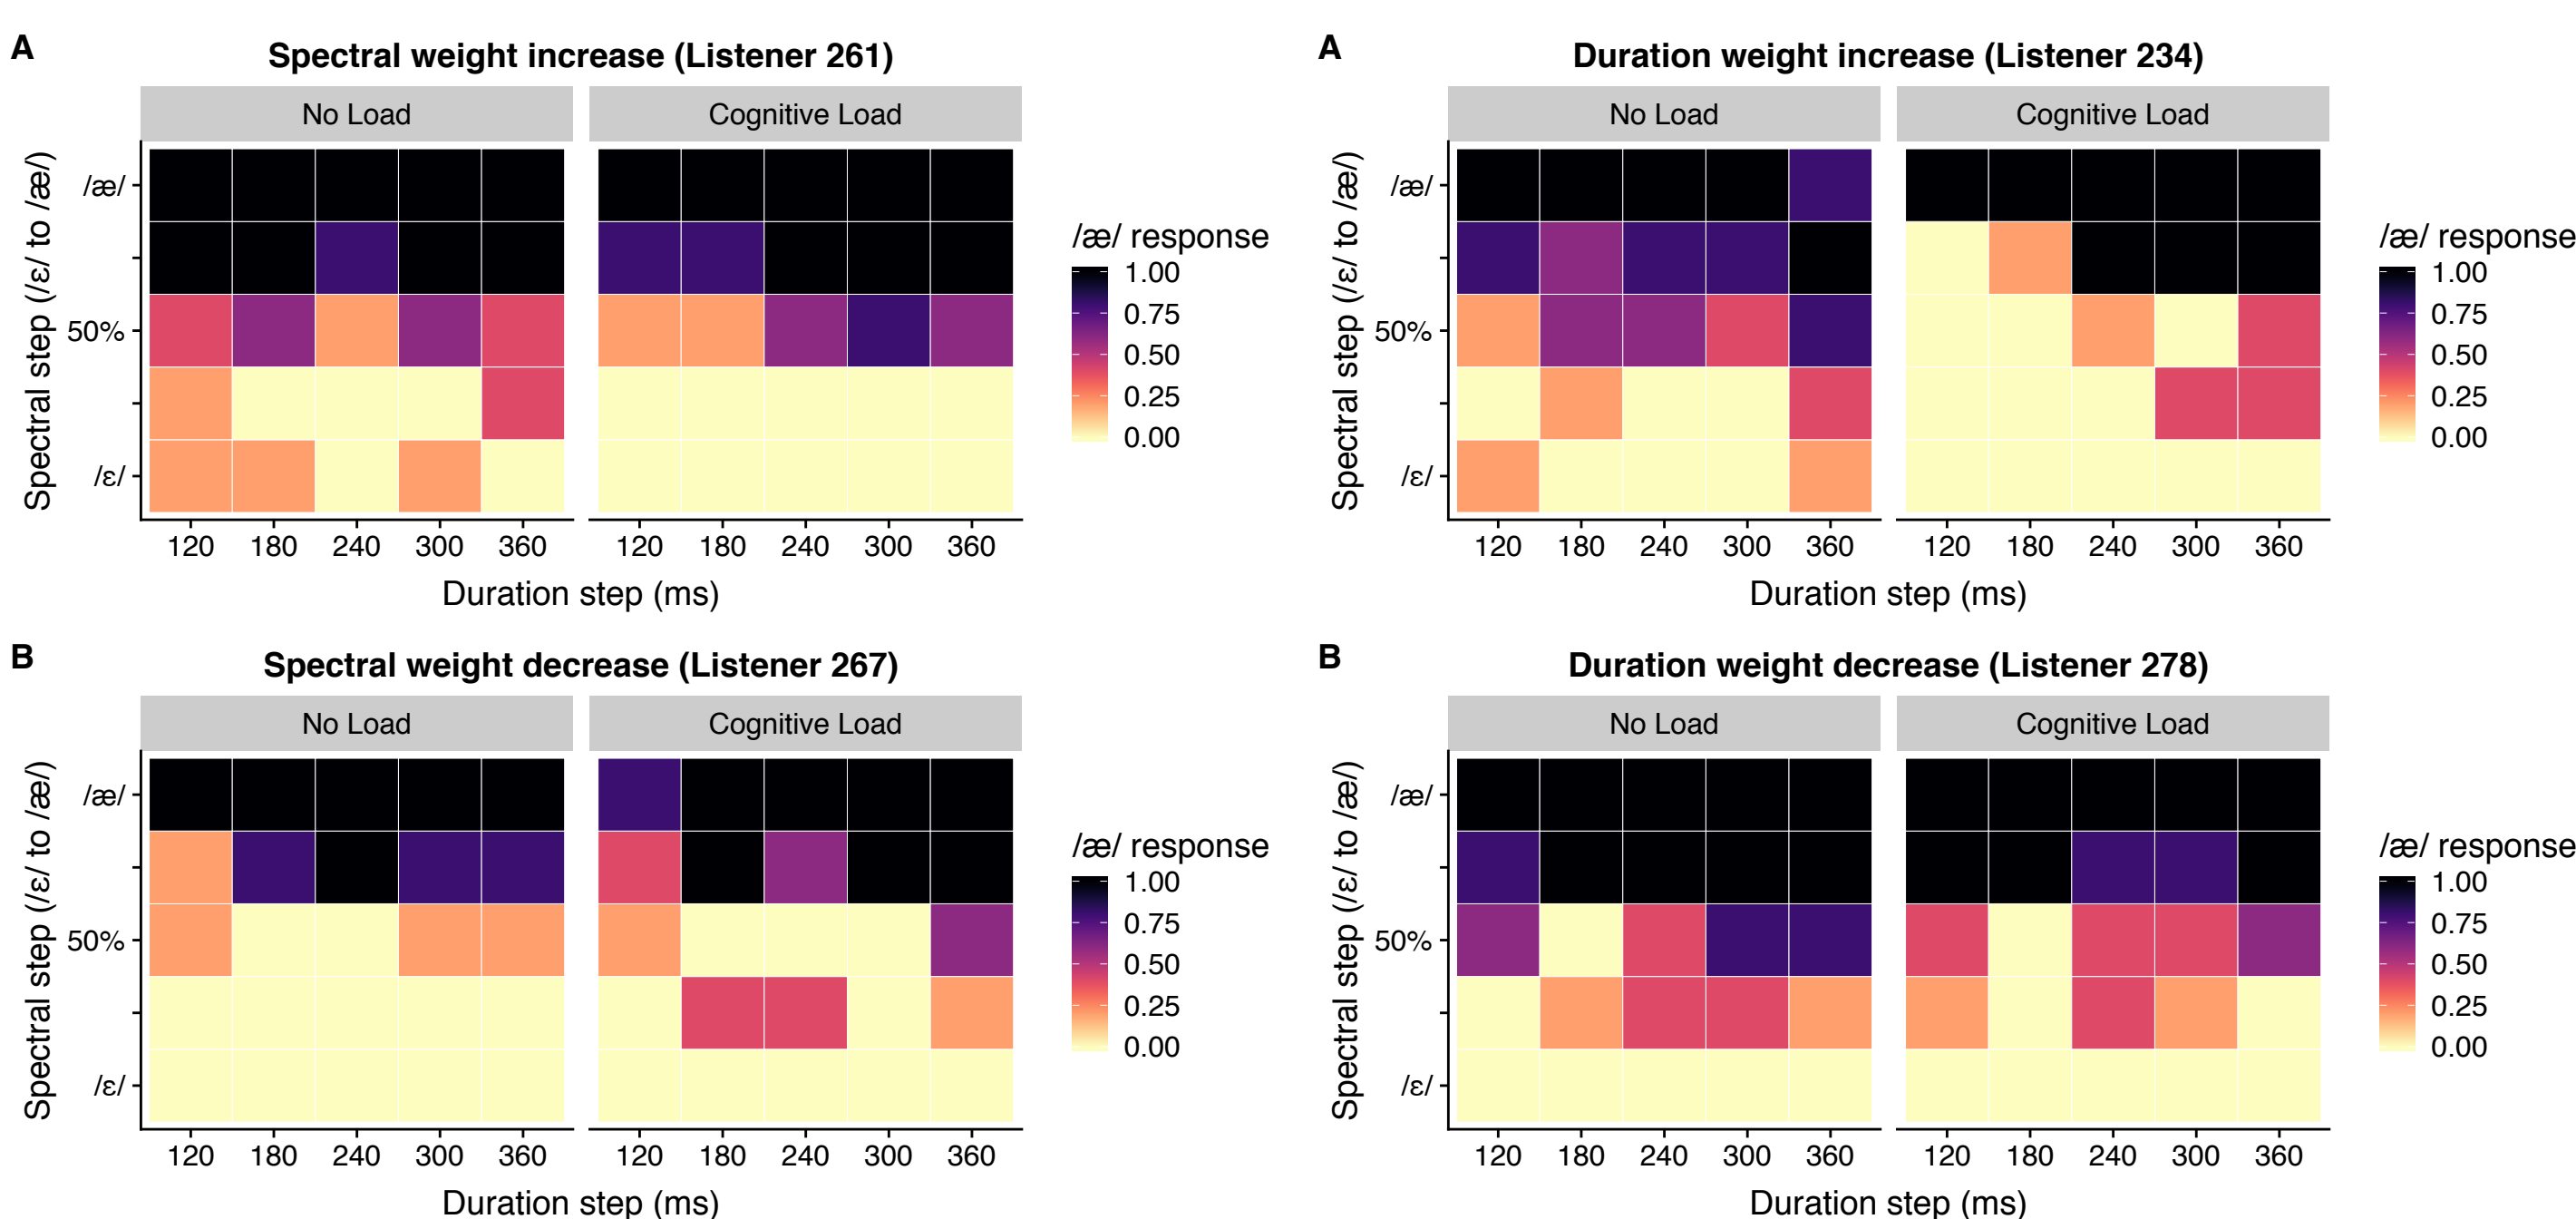 A
Spectral weight increase (Listener 261)
No Load
Cognitive Load
Spectral step (/ɛ/ to /æ/)
/æ/
50%
/ɛ/
120 180 240 300 360
120 180 240 300 360
Duration step (ms)
/æ/ response
1.00
0.75
0.50
0.25
0.00
A
Duration weight increase (Listener 234)
No Load
Cognitive Load
Spectral step (/ɛ/ to /æ/)
/æ/
50%
/ɛ/
120 180 240 300 360
120 180 240 300 360
Duration step (ms)
/æ/ response
1.00
0.75
0.50
0.25
0.00
B
Spectral weight decrease (Listener 267)
No Load
Cognitive Load
Spectral step (/ɛ/ to /æ/)
/æ/
50%
/ɛ/
120 180 240 300 360
120 180 240 300 360
Duration step (ms)
/æ/ response
1.00
0.75
0.50
0.25
0.00
B
Duration weight decrease (Listener 278)
No Load
Cognitive Load
Spectral step (/ɛ/ to /æ/)
/æ/
50%
/ɛ/
120 180 240 300 360
120 180 240 300 360
Duration step (ms)
/æ/ response
1.00
0.75
0.50
0.25
0.00